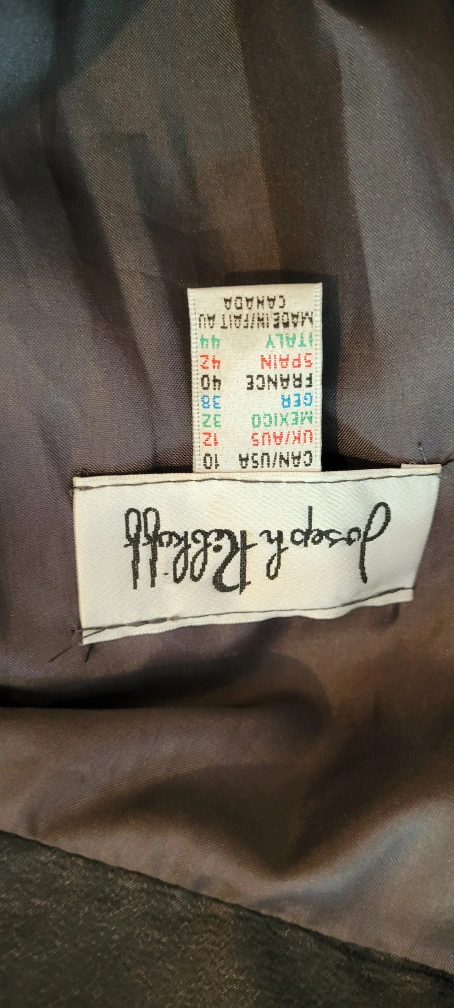 Joseph Ribkoff
CAN/USA 10
UK/AUS 12
MEXICO 32
GER 38
FRANCE 40
SPAIN 42
ITALY 44
MADE IN/FAIT AU
CANADA